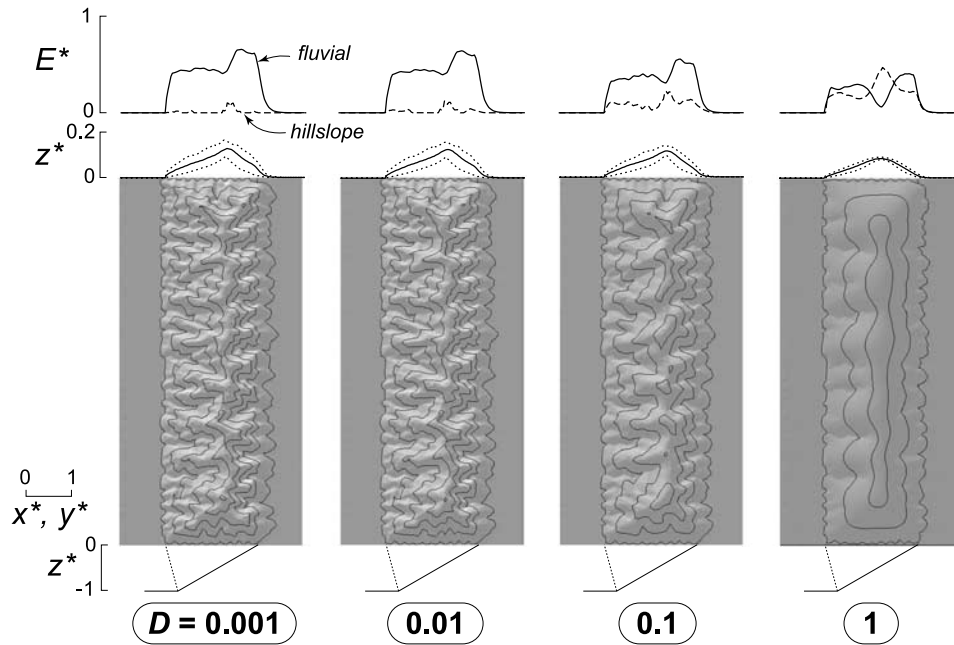 1
E*
fluvial
0
hillslope
0.2
z*
0
0 1
x*, y*
0
z*
-1
D = 0.001
0.01
0.1
1